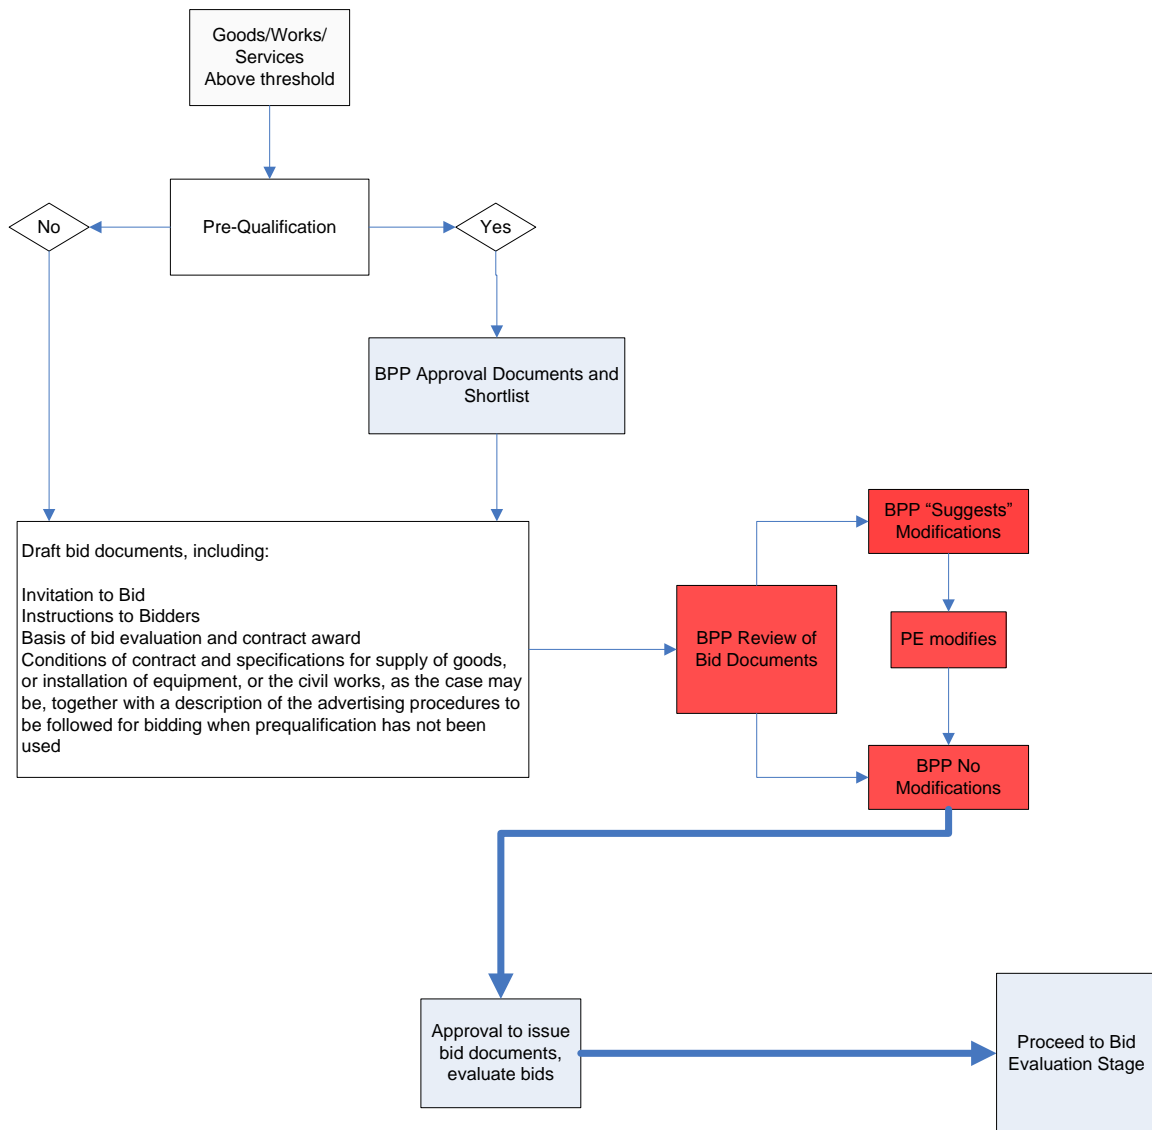 Goods/Works/
Services
Above threshold
No
Pre-Qualification
Yes
BPP Approval Documents and
Shortlist
Draft bid documents, including:
Invitation to Bid
Instructions to Bidders
Basis of bid evaluation and contract award
Conditions of contract and specifications for supply of goods,
or installation of equipment, or the civil works, as the case may
be, together with a description of the advertising procedures to
be followed for bidding when prequalification has not been
used
BPP Review of
Bid Documents
BPP “Suggests”
Modifications
PE modifies
BPP No
Modifications
Approval to issue
bid documents,
evaluate bids
Proceed to Bid
Evaluation Stage